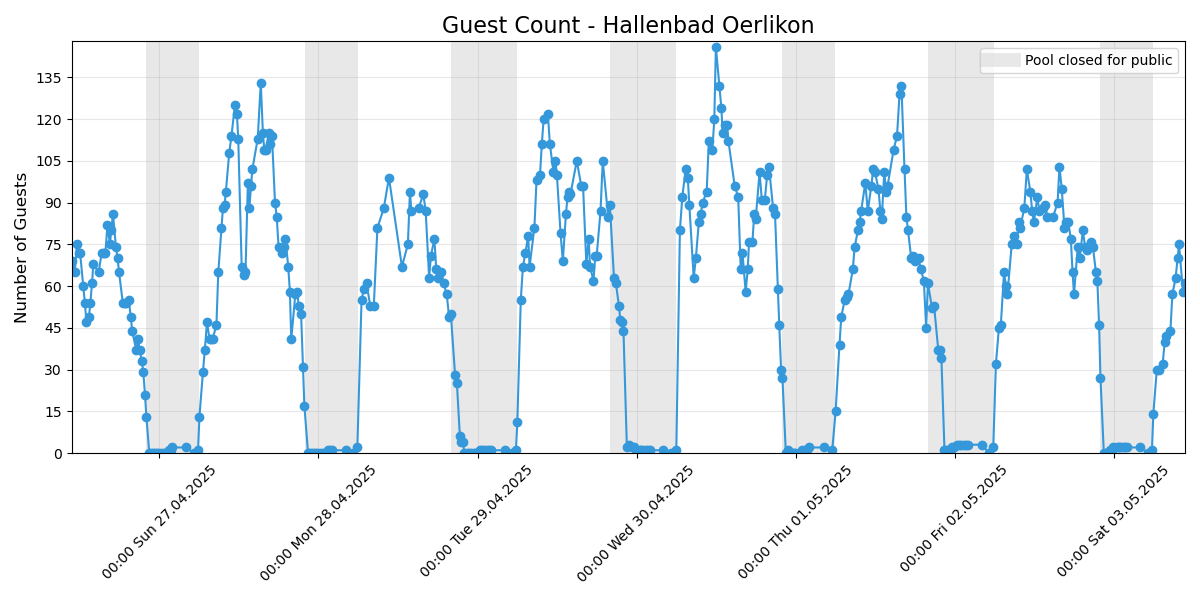 Guest Count - Hallenbad Oerlikon
Pool closed for public
Number of Guests
135
120
105
90
75
60
45
30
15
0
00:00 Sun 27.04.2025
00:00 Mon 28.04.2025
00:00 Tue 29.04.2025
00:00 Wed 30.04.2025
00:00 Thu 01.05.2025
00:00 Fri 02.05.2025
00:00 Sat 03.05.2025